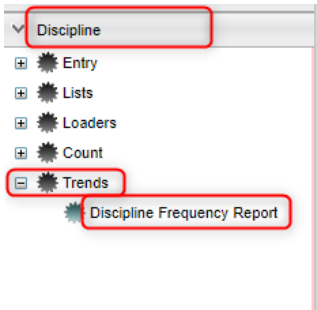 Discipline
Entry
Lists
Loaders
Count
Trends
Discipline Frequency Report